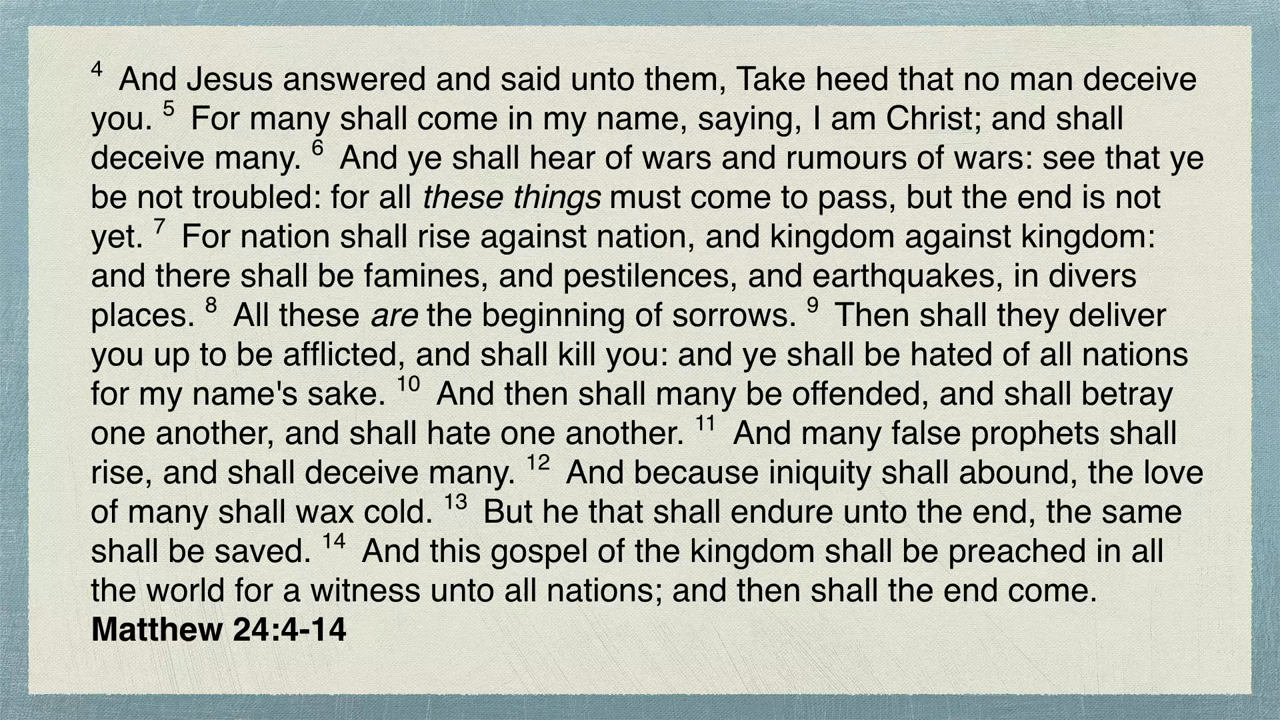 4 And Jesus answered and said unto them, Take heed that no man deceive
you. 5 For many shall come in my name, saying, I am Christ; and shall
deceive many. 6 And ye shall hear of wars and rumours of wars: see that ye
be not troubled: for all these things must come to pass, but the end is not
yet. 7 For nation shall rise against nation, and kingdom against kingdom:
and there shall be famines, and pestilences, and earthquakes, in divers
places. 8 All these are the beginning of sorrows. 9 Then shall they deliver
you up to be afflicted, and shall kill you: and ye shall be hated of all nations
for my name's sake. 10 And then shall many be offended, and shall betray
one another, and shall hate one another. 11 And many false prophets shall
rise, and shall deceive many. 12 And because iniquity shall abound, the love
of many shall wax cold. 13 But he that shall endure unto the end, the same
shall be saved. 14 And this gospel of the kingdom shall be preached in all
the world for a witness unto all nations; and then shall the end come.
Matthew 24:4-14